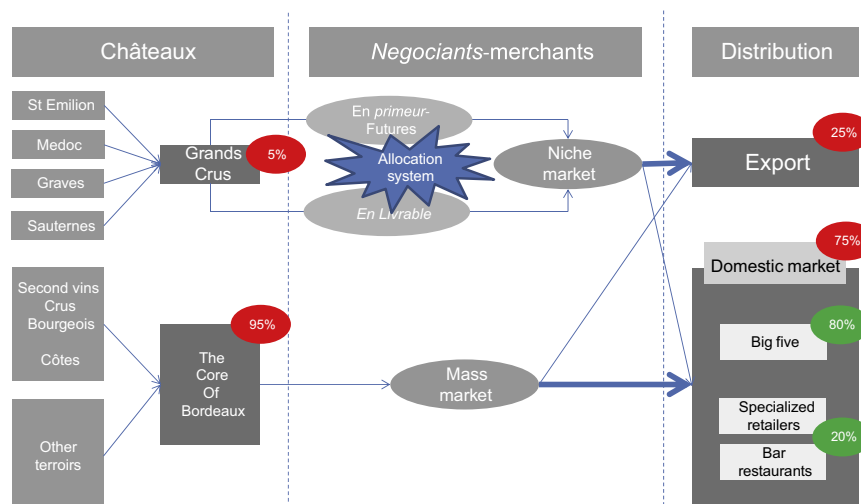 Châteaux
Negociants-merchants
Distribution
St Emilion
Medoc
Graves
Sauternes
Grands
Crus
5%
En primeur-
Futures
Allocation
system
En Livrable
Niche
market
25%
Export
75%
Domestic market
Second vins
Crus
Bourgeois
Côtes
95%
The
Core
Of
Bordeaux
Mass
market
80%
Big five
Specialized
retailers
20%
Bar
restaurants
Other
terroirs